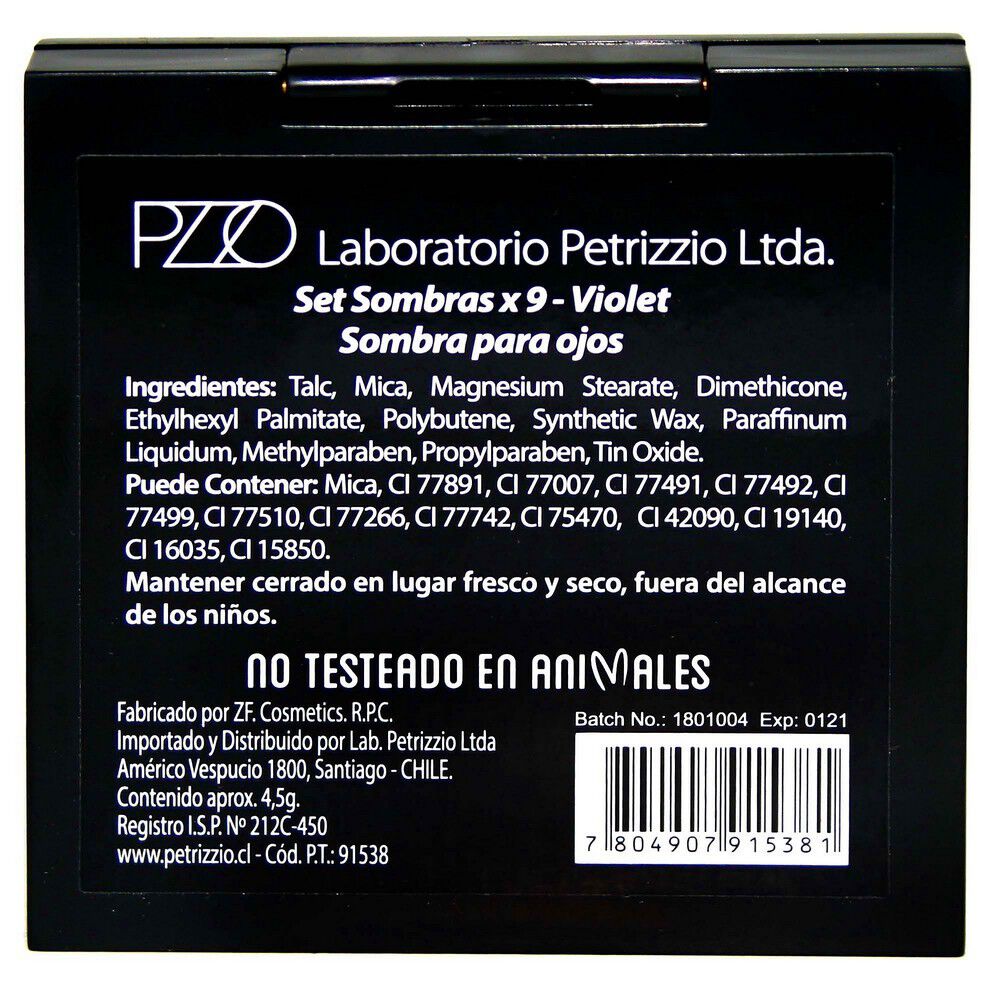 PZZO Laboratorio Petrizzio Ltda.
Set Sombras x 9 - Violet
Sombra para ojos
Ingredientes: Talc, Mica, Magnesium Stearate, Dimethicone,
Ethylhexyl Palmitate, Polybutene, Synthetic Wax, Paraffinum
Liquidum, Methylparaben, Propylparaben, Tin Oxide.
Puede Contener: Mica, CI 77891, CI 77007, CI 77491, CI 77492, CI
77499, CI 77510, CI 77266, CI 77742, CI 75470, CI 42090, CI 19140,
CI 16035, CI 15850.
Mantener cerrado en lugar fresco y seco, fuera del alcance
de los niños.
NO TESTEADO EN ANIMALES
Fabricado por ZF. Cosmetics. R.P.C.
Importado y Distribuido por Lab. Petrizzio Ltda
Américo Vespucio 1800, Santiago - CHILE.
Contenido aprox. 4,5g.
Registro I.S.P. Nº 212C-450
www.petrizzio.cl - Cód. P.T.: 91538
Batch No.: 1801004 Exp: 0121
7 804907 915381